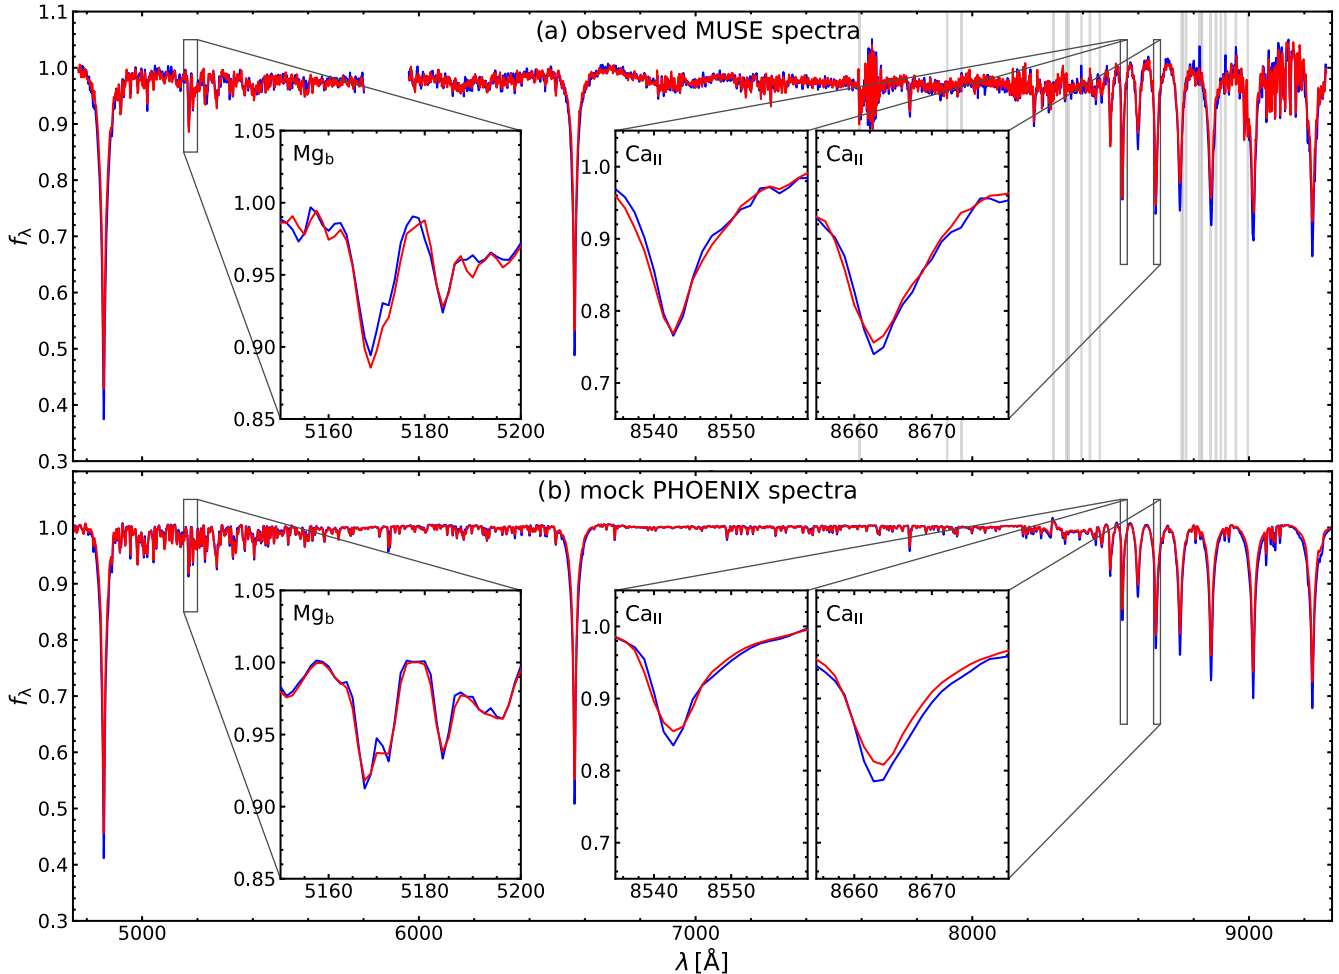 (a) observed MUSE spectra
1.1
1.0
0.9
0.8
0.7
0.6
0.5
0.4
0.3
f_λ
Mg_b
1.05
1.00
0.95
0.90
0.85
5160 5180 5200
Ca_II
1.0
0.9
0.8
0.7
8540 8550
Ca_II
8660 8670
(b) mock PHOENIX spectra
1.0
0.9
0.8
0.7
0.6
0.5
0.4
0.3
f_λ
Mg_b
1.05
1.00
0.95
0.90
0.85
5160 5180 5200
Ca_II
1.0
0.9
0.8
0.7
8540 8550
Ca_II
8660 8670
5000 6000 7000 8000 9000
λ [Å]